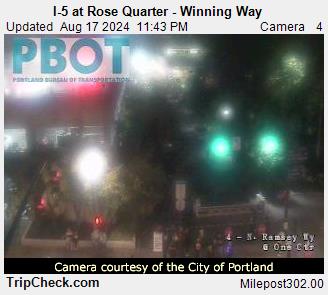 I-5 at Rose Quarter - Winning Way
Updated Aug 17 2024 11:43 PM Camera 4
PBOT
PORTLAND BUREAU OF TRANSPORTATION
4 - N. Ramsey Wy
@ One Ctr
Camera courtesy of the City of Portland
TripCheck.com Milepost302.00